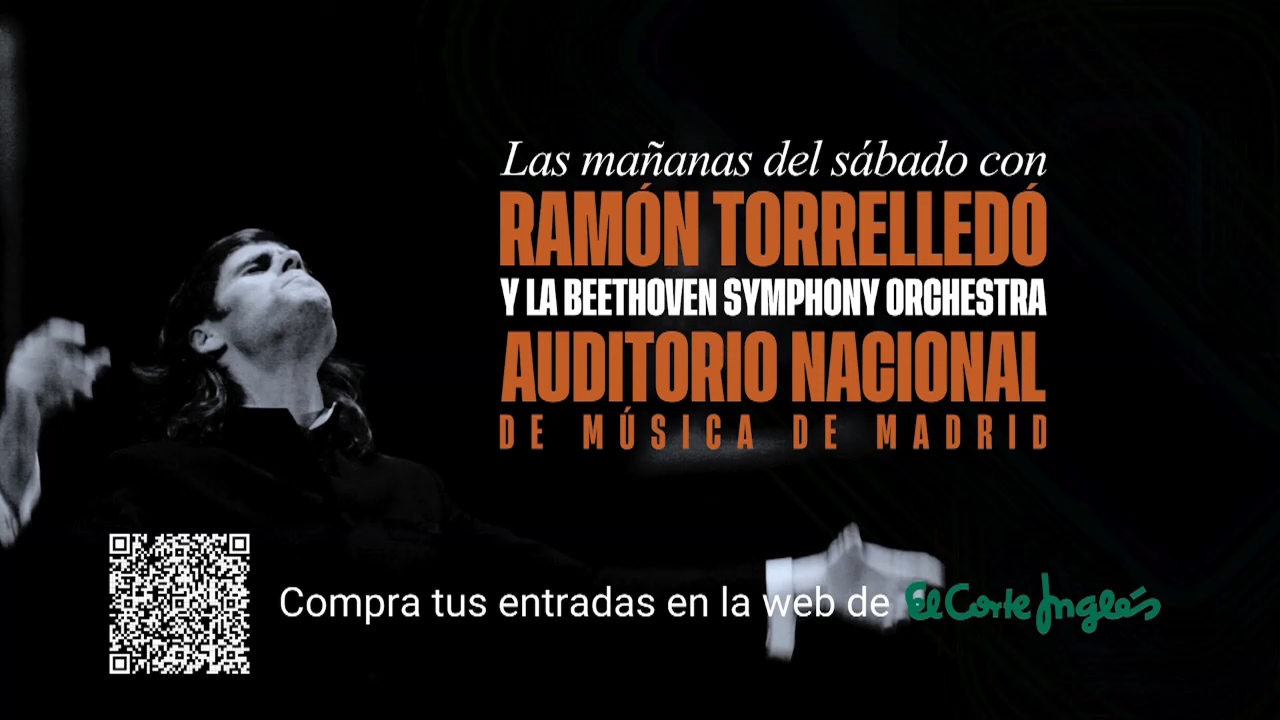 Las mañanas del sábado con
RAMÓN TORRELLEDÓ
Y LA BEETHOVEN SYMPHONY ORCHESTRA
AUDITORIO NACIONAL
DE MÚSICA DE MADRID
Compra tus entradas en la web de El Corte Inglés